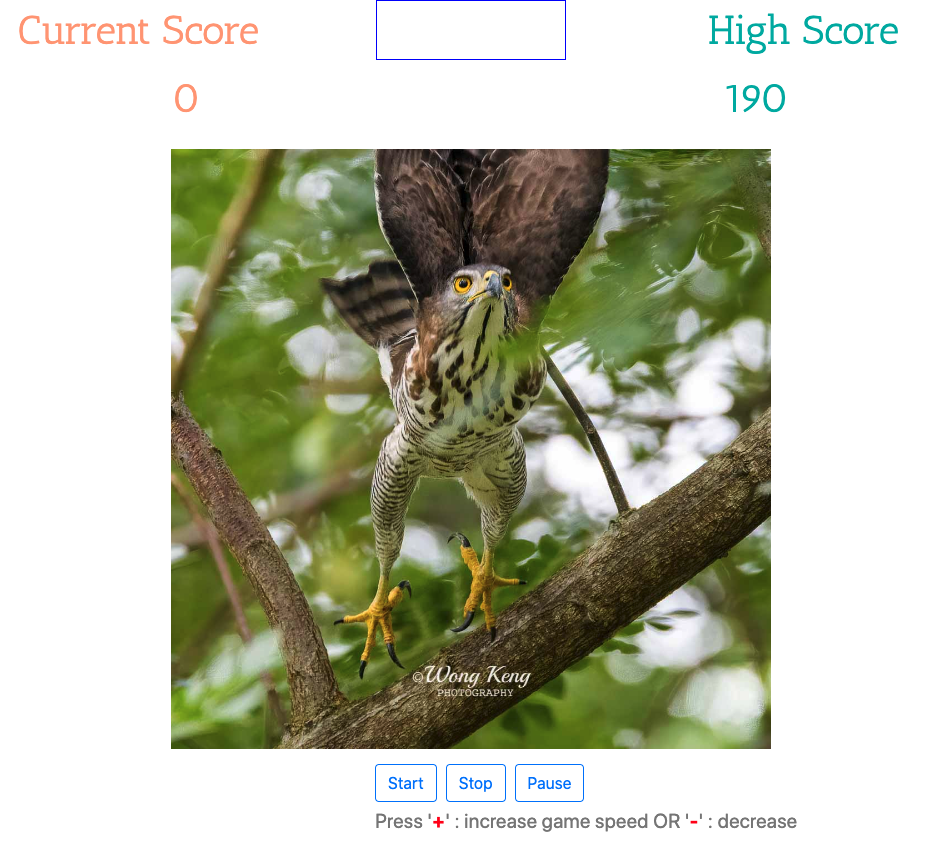 Current Score
High Score
0
190
©Wong Keng
PHOTOGRAPHY
Start
Stop
Pause
Press '+' : increase game speed OR '-' : decrease